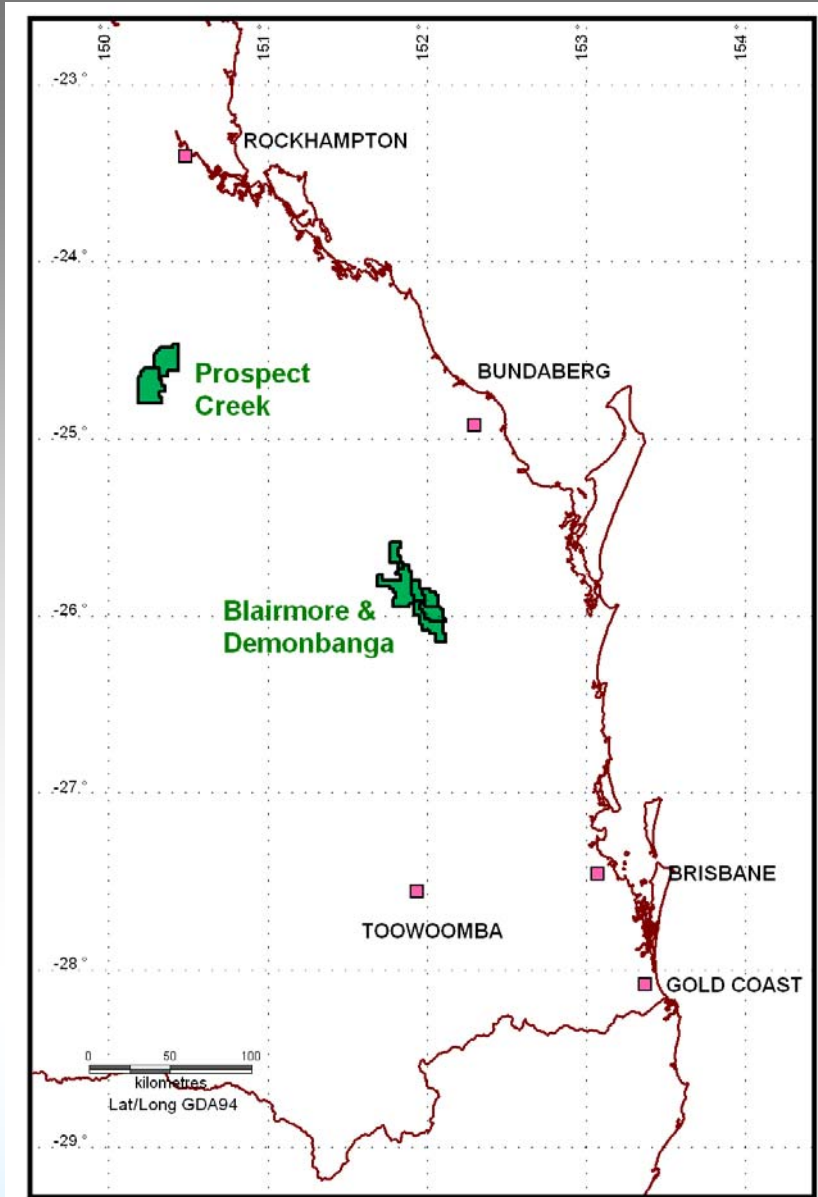 150
151
152
153
154
-23°
ROCKHAMPTON
-24°
Prospect
Creek
BUNDABERG
-25°
Blairmore &
Demonbanga
-26°
-27°
BRISBANE
TOOWOOMBA
-28°
GOLD COAST
0 50 100
kilometres
Lat/Long GDA94
-29°